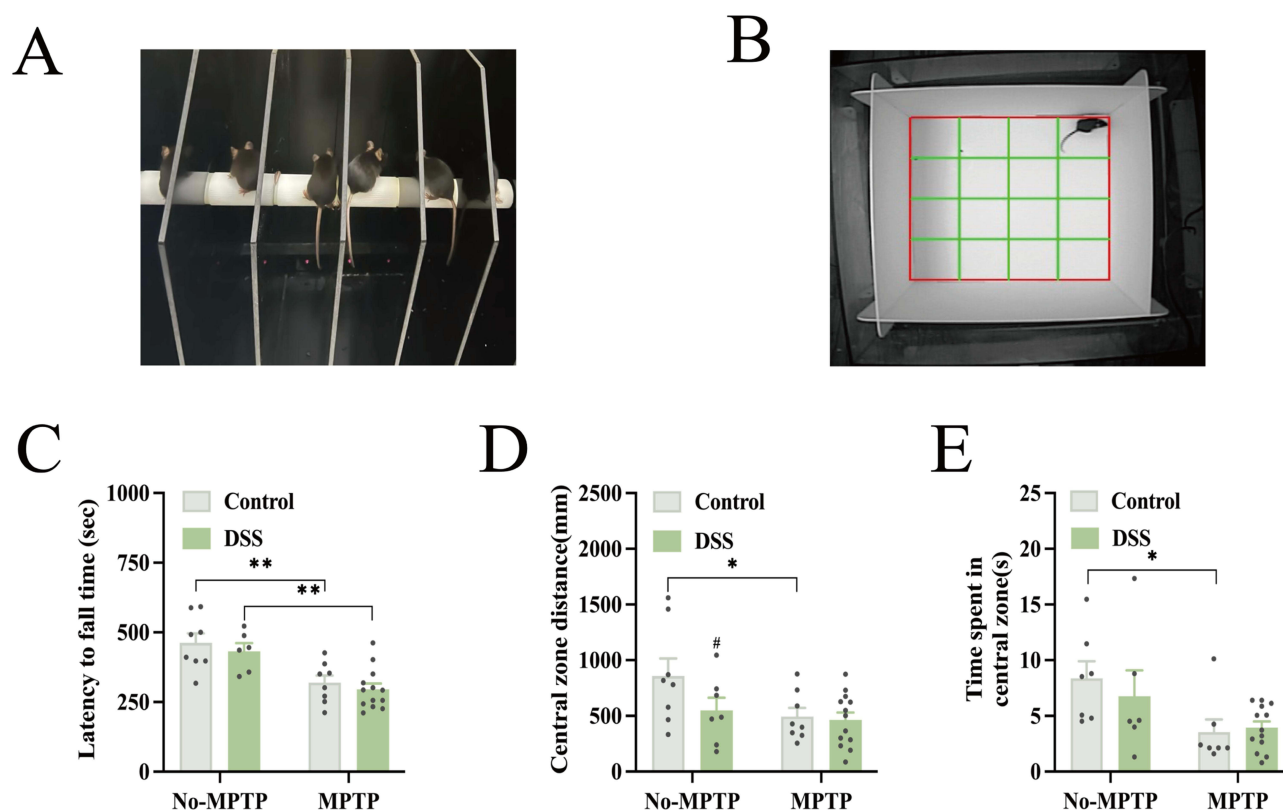 A
B
C
Latency to fall time (sec)
1000
750
500
250
0
Control
DSS
**
**
No-MPTP
MPTP
D
Central zone distance(mm)
2500
2000
1500
1000
500
0
Control
DSS
*
#
No-MPTP
MPTP
E
Time spent in
central zone(s)
25
20
15
10
5
0
Control
DSS
*
No-MPTP
MPTP